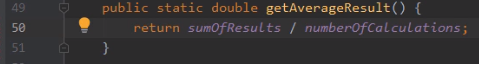 49 public static double getAverageResult() {
50 return sumOfResults / numberOfCalculations;
51 }